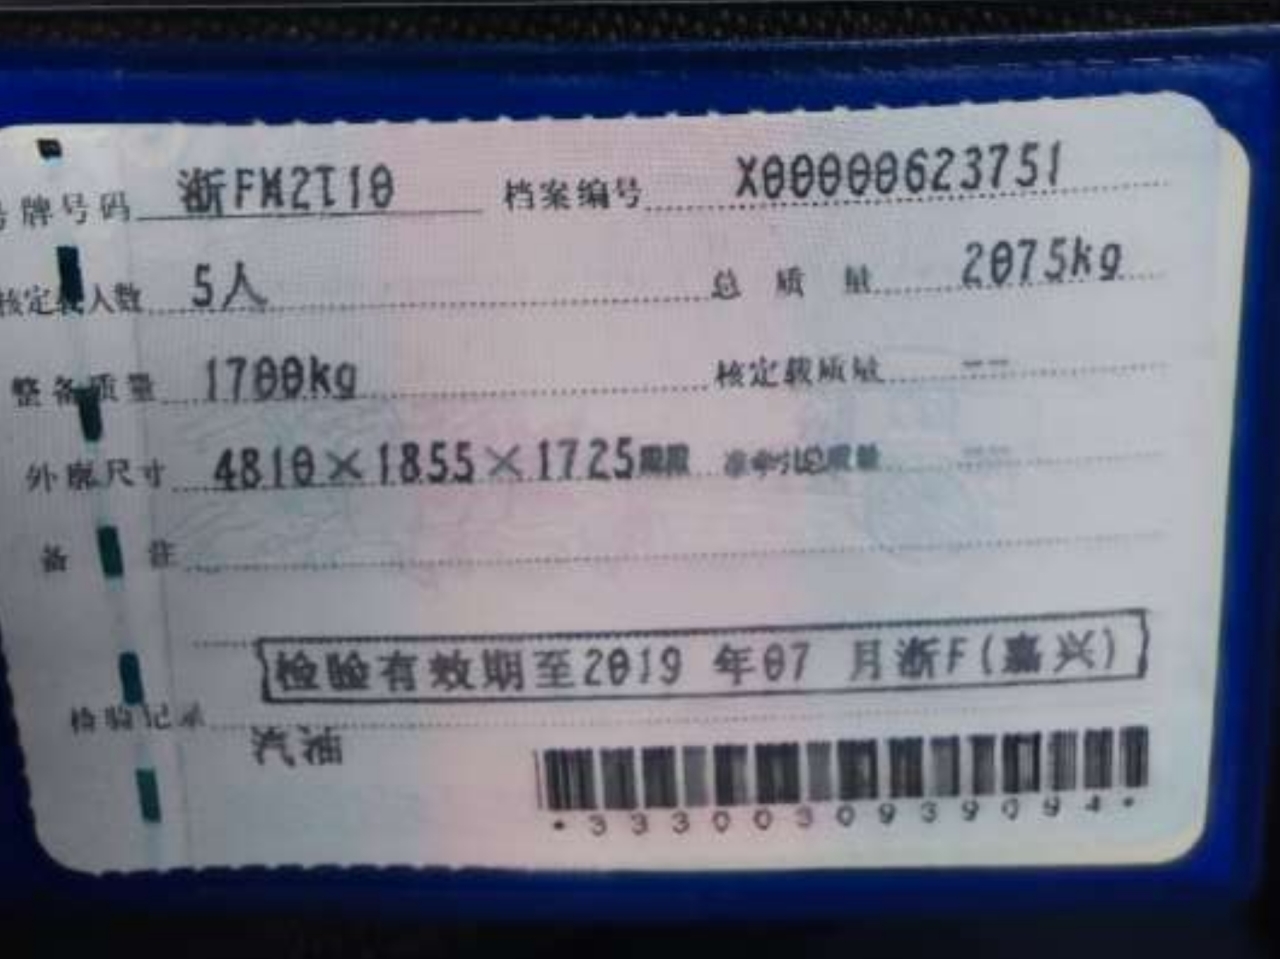 号牌号码 浙FM2T10 档案编号 X00000623751
核定载人数 5人 总质量 2075kg
整备质量 1700kg 核定载质量 --
外廓尺寸 4810×1855×1725 准牵引总质量 --
备注
检验有效期至2019年07月浙F(嘉兴)
检验记录
汽油
*3330030939094*